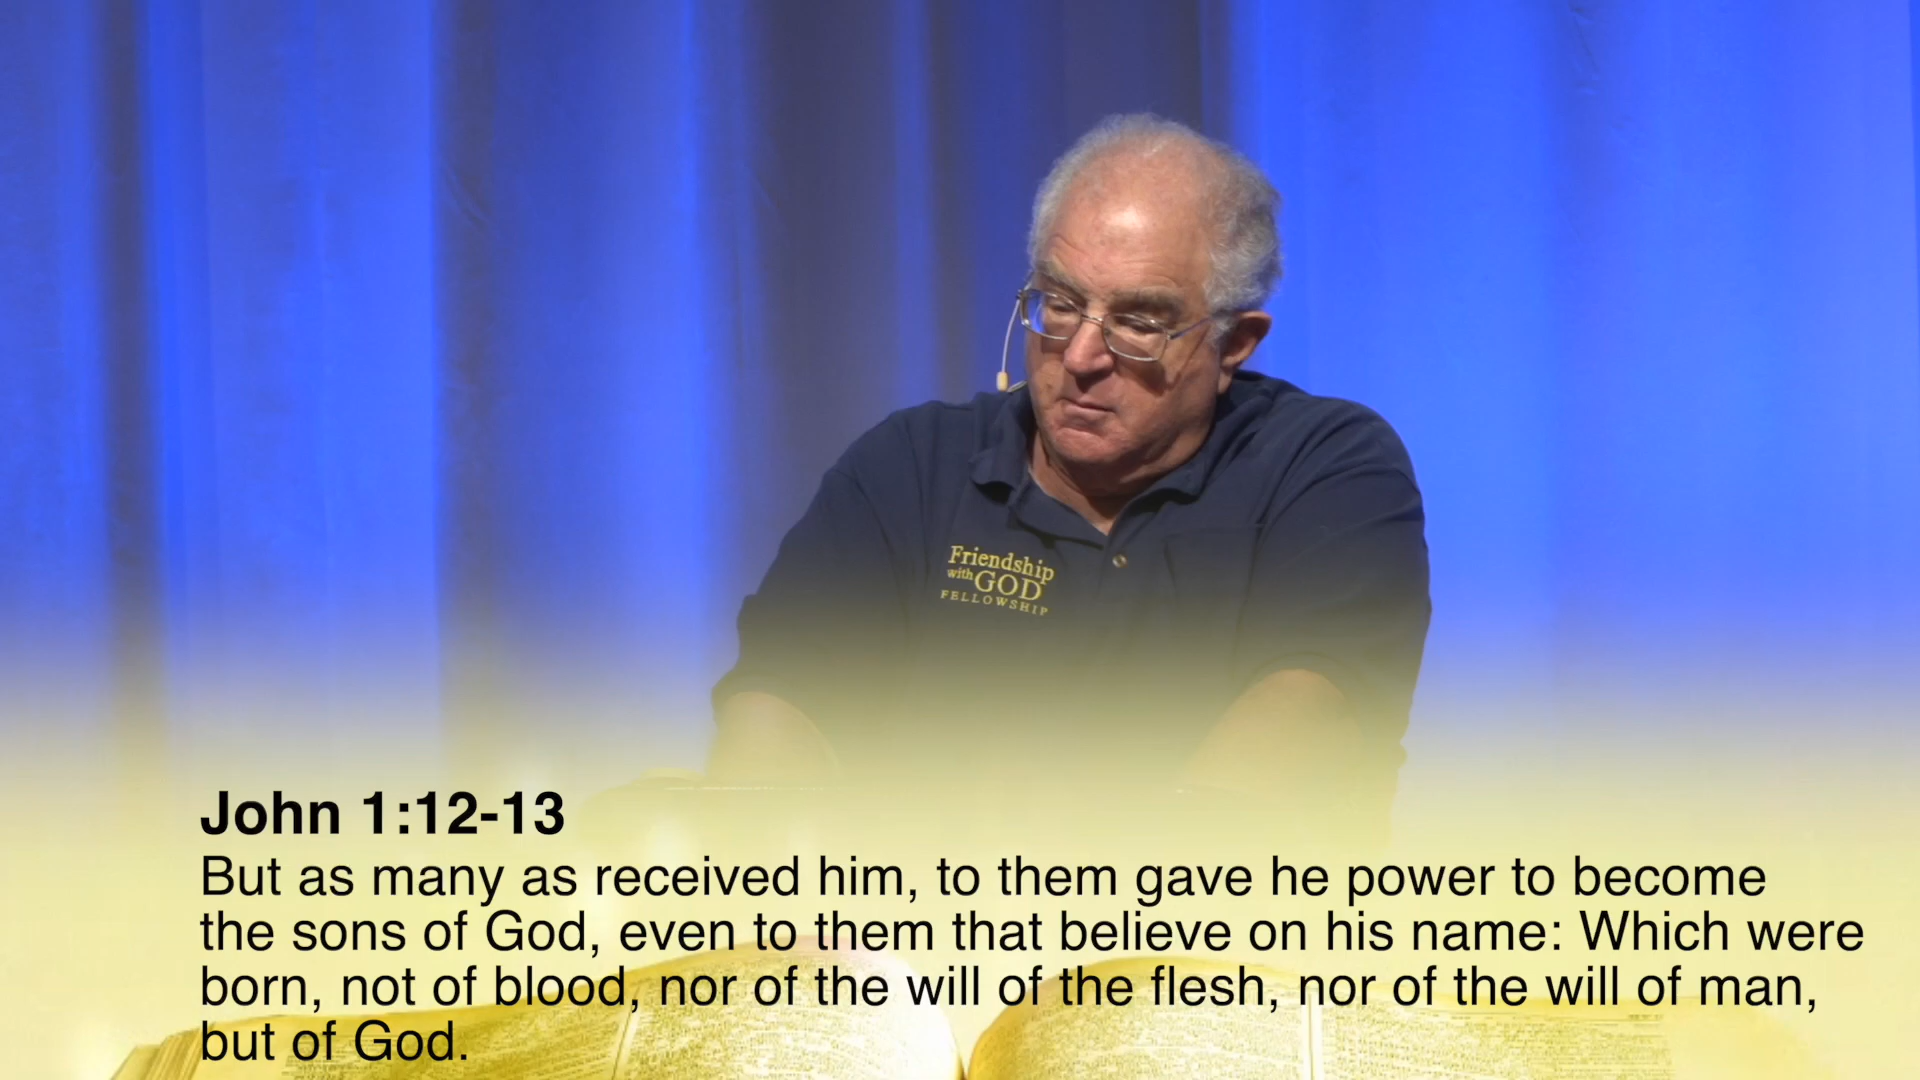 Friendship
with GOD
FELLOWSHIP
John 1:12-13
But as many as received him, to them gave he power to become
the sons of God, even to them that believe on his name: Which were
born, not of blood, nor of the will of the flesh, nor of the will of man,
but of God.